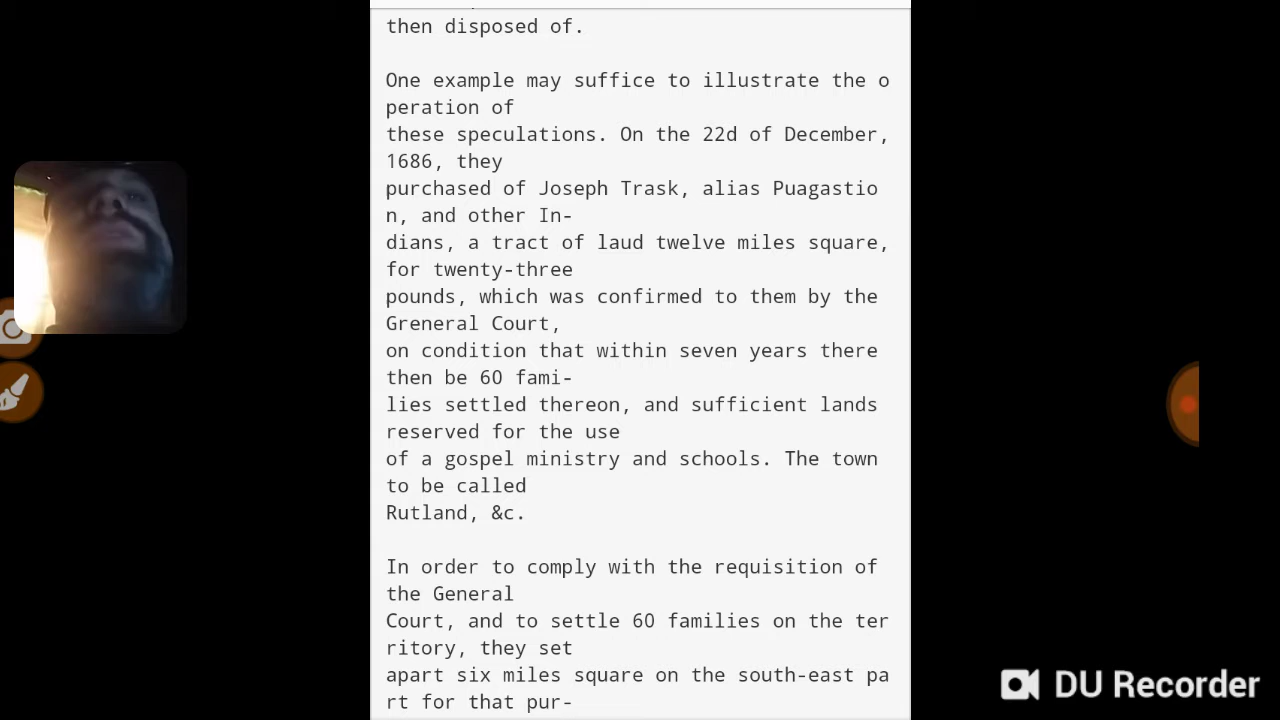 then disposed of.
One example may suffice to illustrate the o
peration of
these speculations. On the 22d of December,
1686, they
purchased of Joseph Trask, alias Puagastio
n, and other In-
dians, a tract of laud twelve miles square,
for twenty-three
pounds, which was confirmed to them by the
Greneral Court,
on condition that within seven years there
then be 60 fami-
lies settled thereon, and sufficient lands
reserved for the use
of a gospel ministry and schools. The town
to be called
Rutland, &c.
In order to comply with the requisition of
the General
Court, and to settle 60 families on the ter
ritory, they set
apart six miles square on the south-east pa
rt for that pur-
DU Recorder